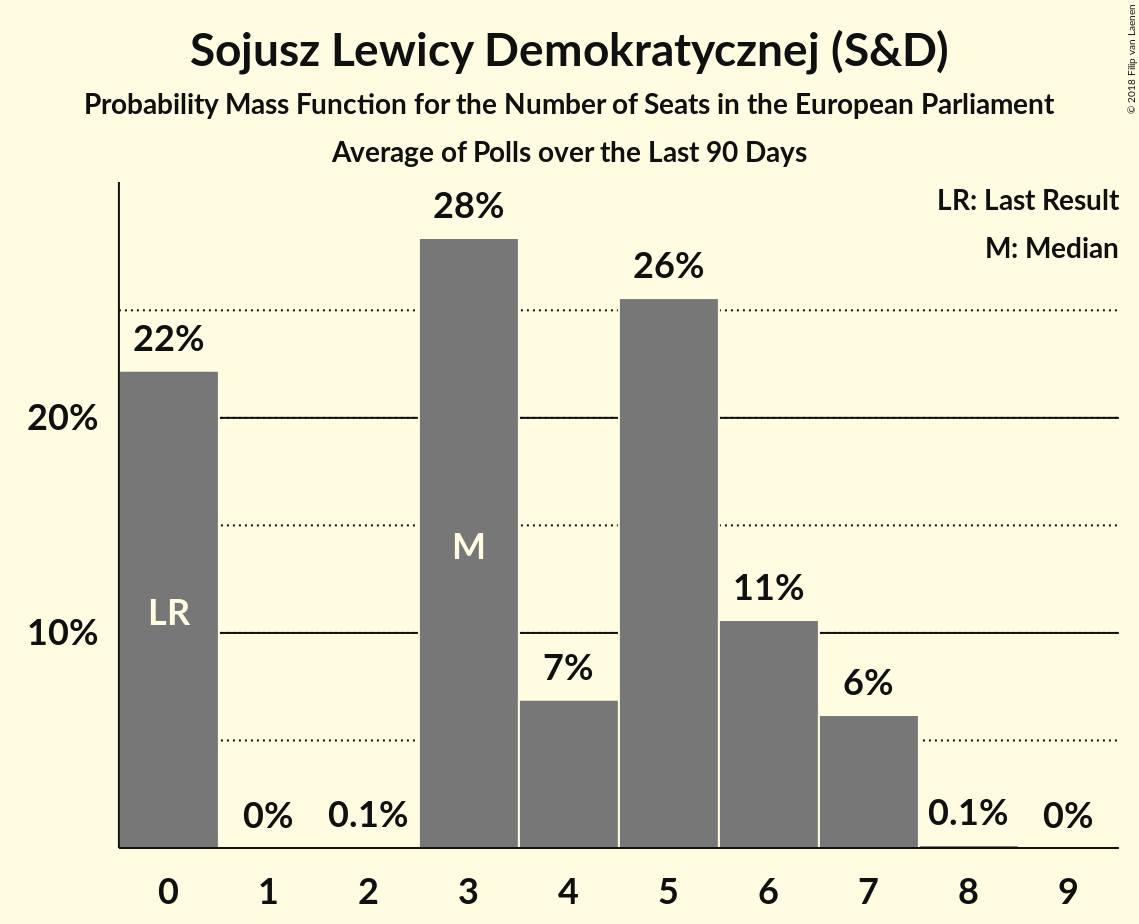 Sojusz Lewicy Demokratycznej (S&D)
Probability Mass Function for the Number of Seats in the European Parliament
Average of Polls over the Last 90 Days
© 2018 Filip van Laenen
LR: Last Result
M: Median
28%
26%
22%
20%
11%
10%
7%
6%
0%
0.1%
0.1%
0%
LR
M
0 1 2 3 4 5 6 7 8 9